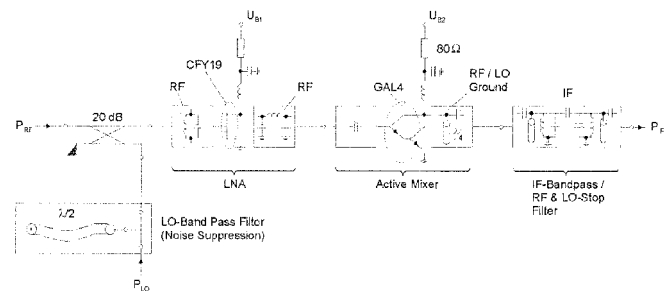 U_B1
U_B2
80Ω
CFY19
GAL4
RF / LO
Ground
RF
RF
IF
20 dB
P_RF
P_IF
λ/4
LNA
Active Mixer
IF-Bandpass /
RF & LO-Stop
Filter
λ/2
LO-Band Pass Filter
(Noise Suppression)
P_LO